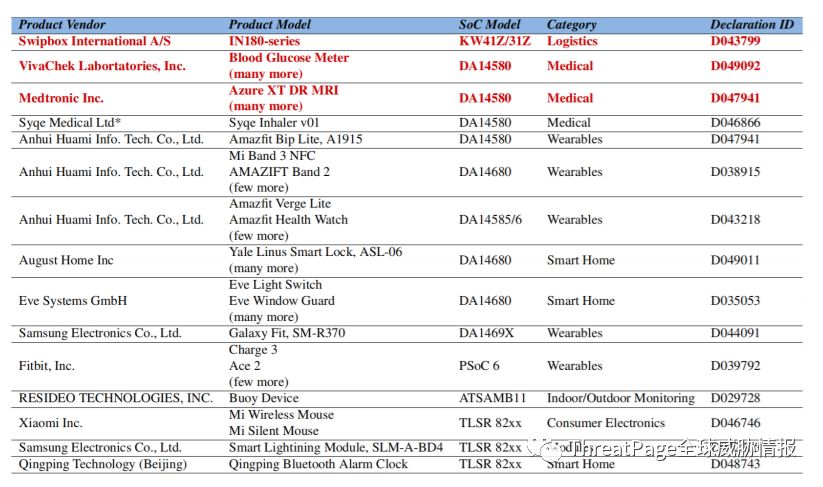 Product Vendor Product Model SoC Model Category Declaration ID
Swipbox International A/S IN180-series KW41Z/31Z Logistics D043799
VivaChek Labortatories, Inc. Blood Glucose Meter DA14580 Medical D049092
(many more)
Medtronic Inc. Azure XT DR MRI DA14580 Medical D047941
(many more)
Syqe Medical Ltd* Syqe Inhaler v01 DA14580 Medical D046866
Anhui Huami Info. Tech. Co., Ltd. Amazfit Bip Lite, A1915 DA14580 Wearables D047941
Mi Band 3 NFC
Anhui Huami Info. Tech. Co., Ltd. AMAZIFT Band 2 DA14680 Wearables D038915
(few more)
Amazfit Verge Lite
Anhui Huami Info. Tech. Co., Ltd. Amazfit Health Watch DA14585/6 Wearables D043218
(few more)
August Home Inc Yale Linus Smart Lock, ASL-06 DA14680 Smart Home D049011
(many more)
Eve Light Switch
Eve Systems GmbH Eve Window Guard DA14680 Smart Home D035053
(many more)
Samsung Electronics Co., Ltd. Galaxy Fit, SM-R370 DA1469X Wearables D044091
Charge 3
Fitbit, Inc. Ace 2 PSoC 6 Wearables D039792
(few more)
RESIDEO TECHNOLOGIES, INC. Buoy Device ATSAMB11 Indoor/Outdoor Monitoring D029728
Xiaomi Inc. Mi Wireless Mouse TLSR 82xx Consumer Electronics D046746
Mi Silent Mouse
Samsung Electronics Co., Ltd. Smart Lightining Module, SLM-A-BD4 TLSR 82xx
ThreatPage全球威胁情报
Qingping Technology (Beijing) Qingping Bluetooth Alarm Clock TLSR 82xx Smart Home D048743